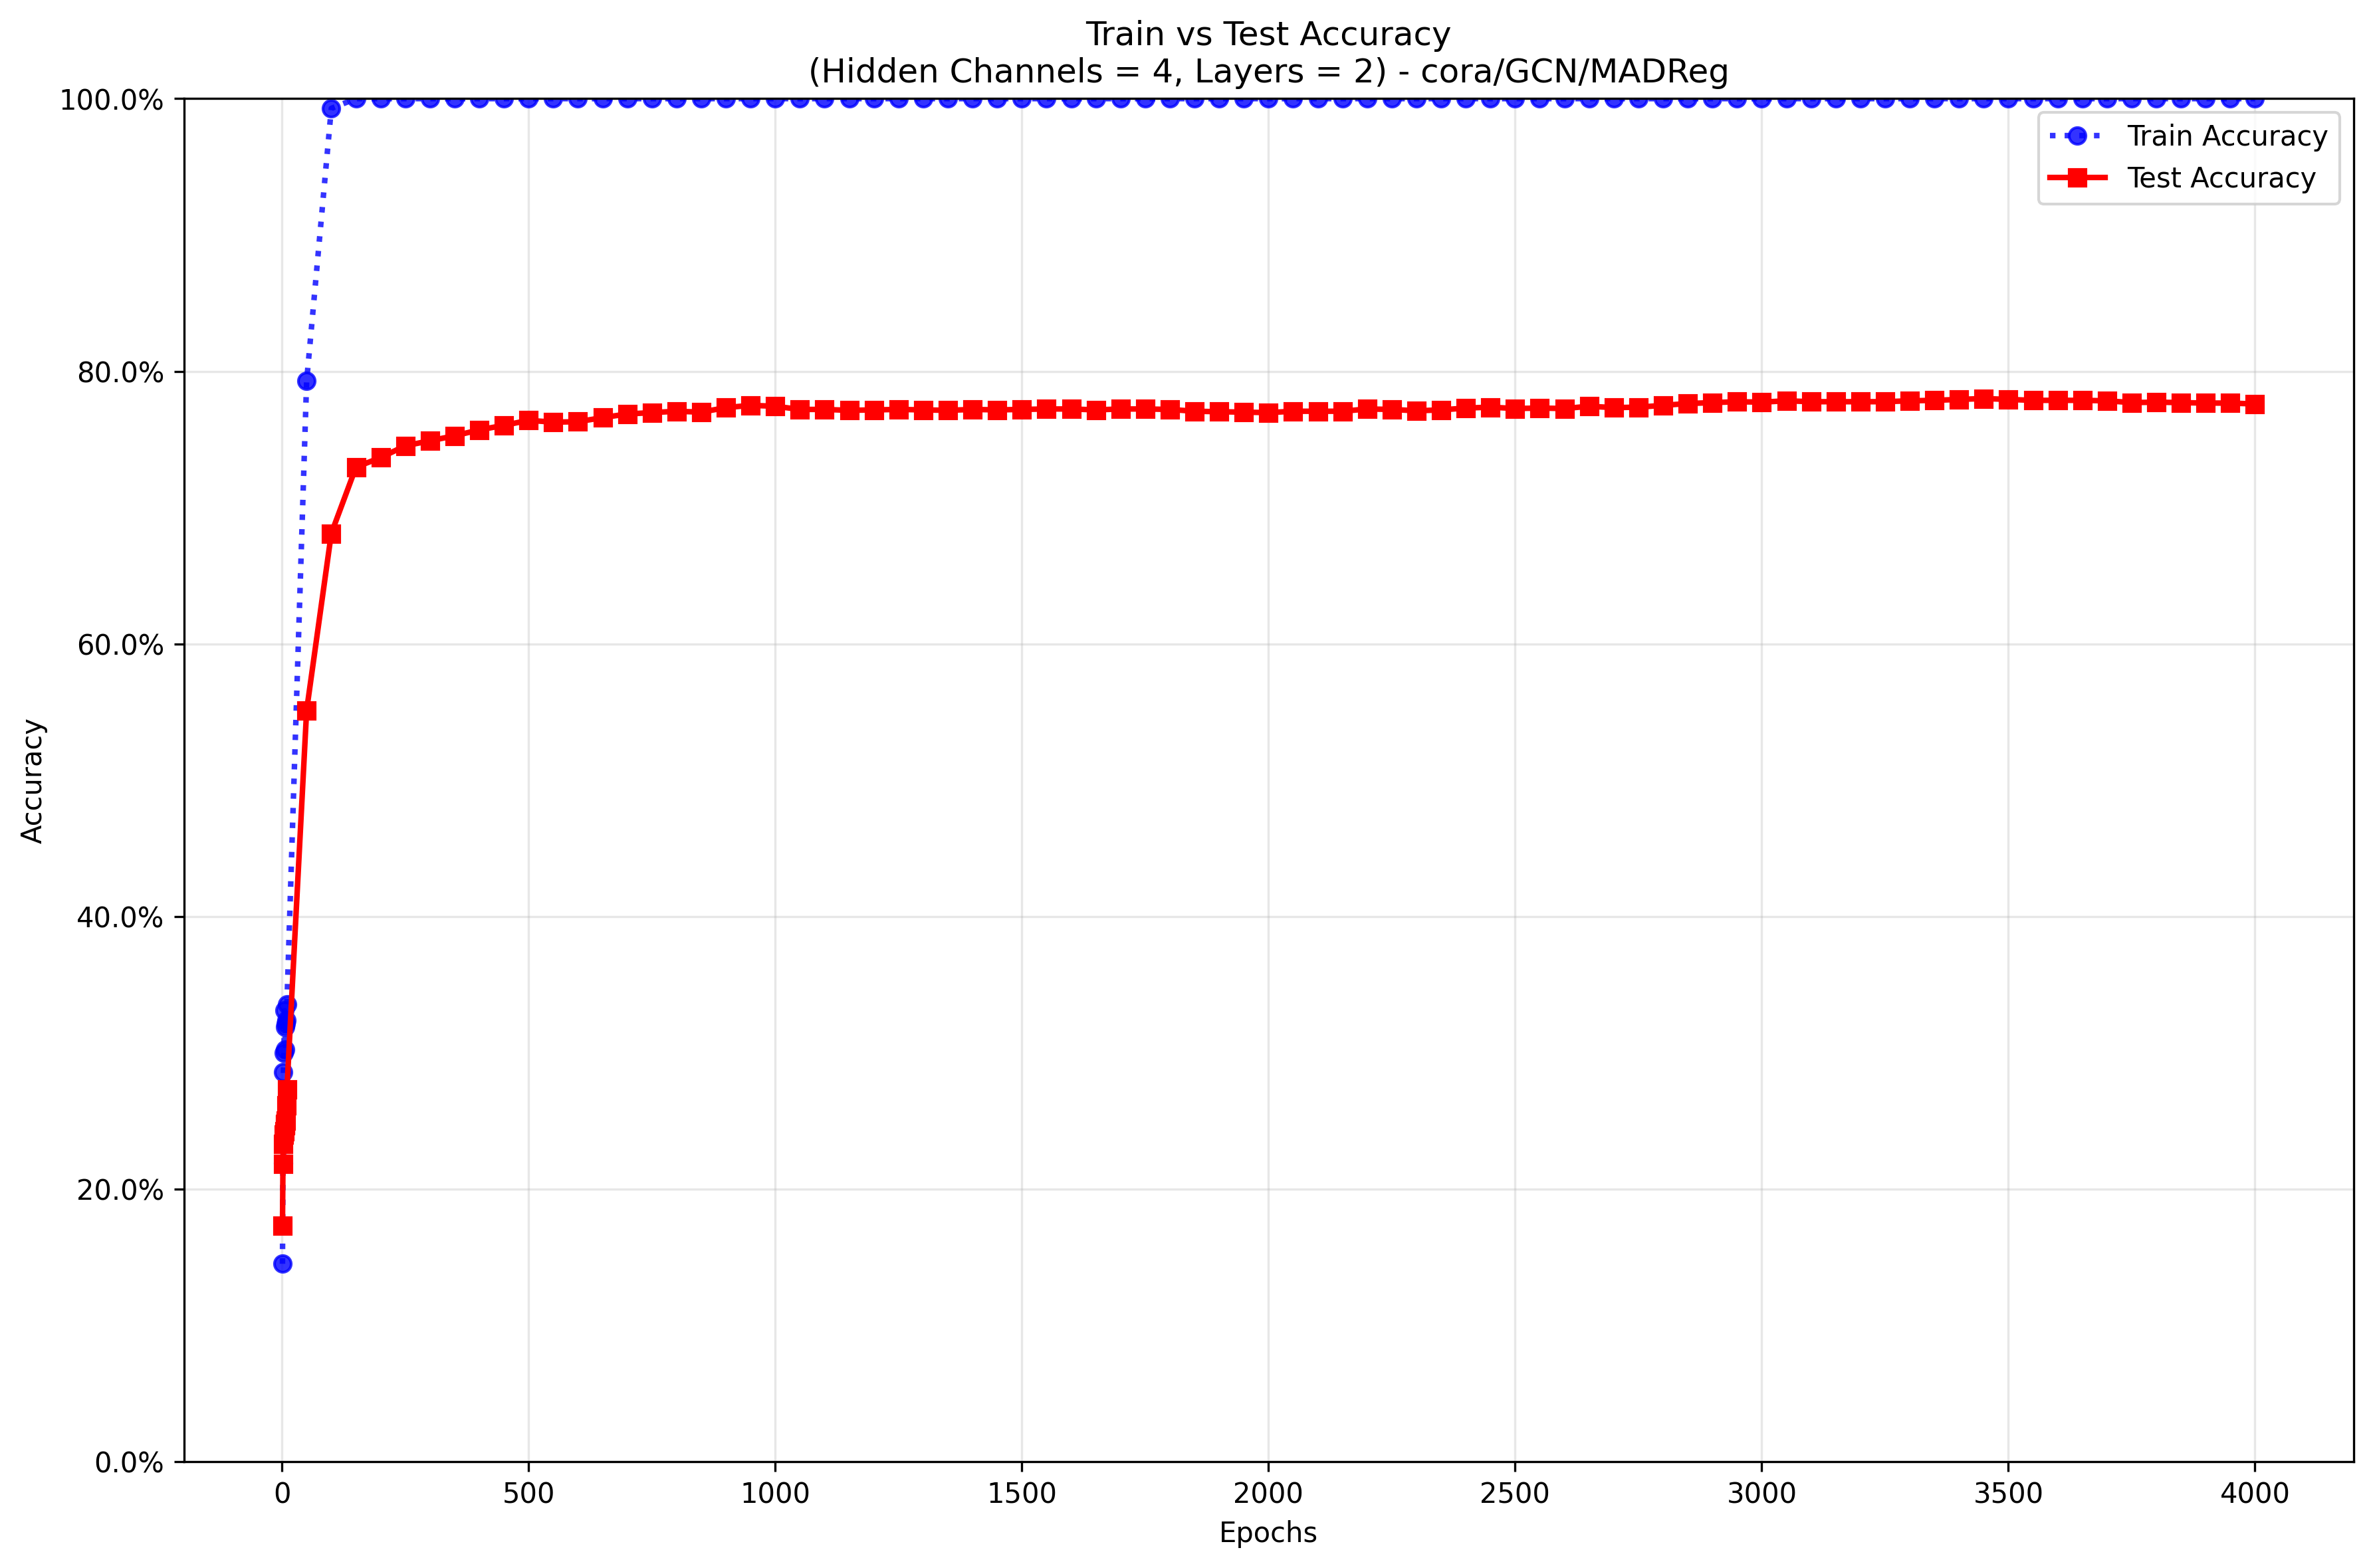 Train vs Test Accuracy
(Hidden Channels = 4, Layers = 2) - cora/GCN/MADReg
100.0%
80.0%
60.0%
40.0%
20.0%
0.0%
Accuracy
Train Accuracy
Test Accuracy
0 500 1000 1500 2000 2500 3000 3500 4000
Epochs